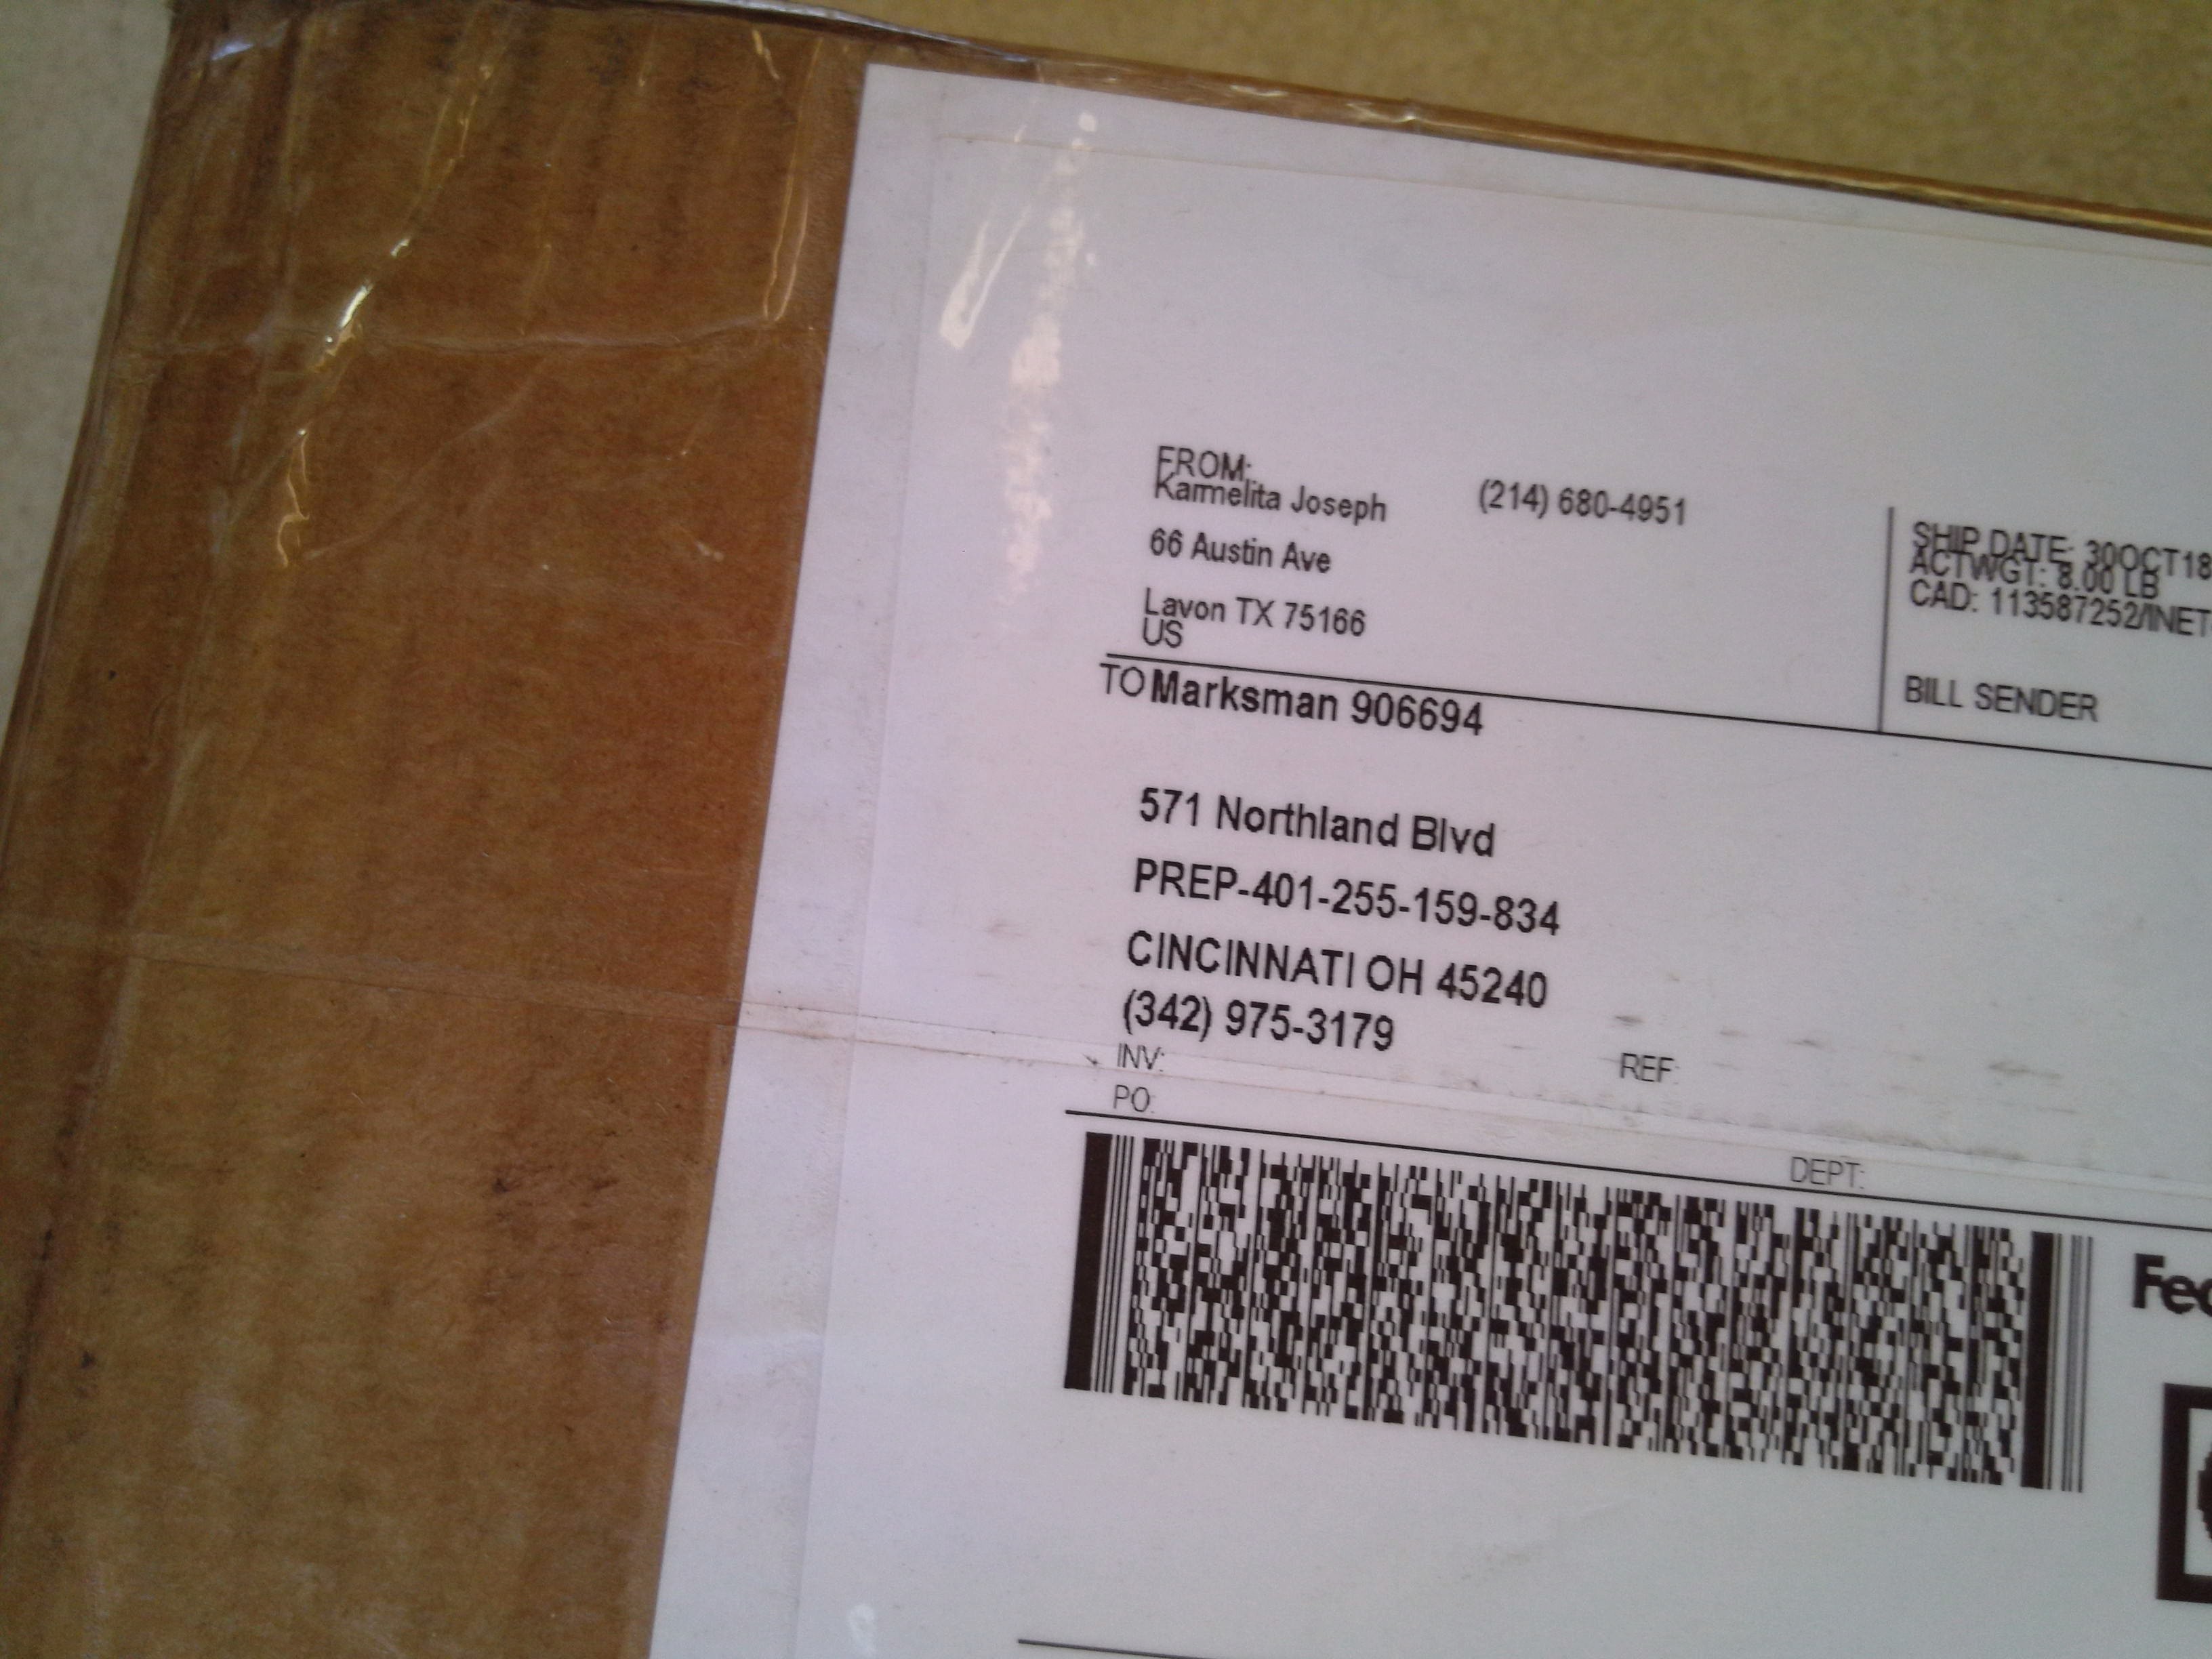 FROM:
Karmelita Joseph (214) 680-4951
66 Austin Ave
Lavon TX 75166
US
SHIP DATE: 30OCT18
ACTWGT: 8.00 LB
CAD: 113587252/INET
BILL SENDER
TO Marksman 906694
571 Northland Blvd
PREP-401-255-159-834
CINCINNATI OH 45240
(342) 975-3179
INV: REF:
PO: DEPT: